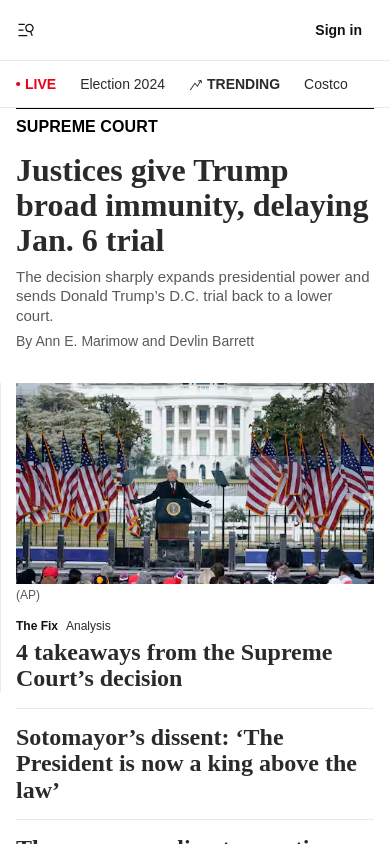 Sign in
• LIVE Election 2024 TRENDING Costco
SUPREME COURT
Justices give Trump
broad immunity, delaying
Jan. 6 trial
The decision sharply expands presidential power and
sends Donald Trump’s D.C. trial back to a lower
court.
By Ann E. Marimow and Devlin Barrett
(AP)
The Fix Analysis
4 takeaways from the Supreme
Court’s decision
Sotomayor’s dissent: ‘The
President is now a king above the
law’